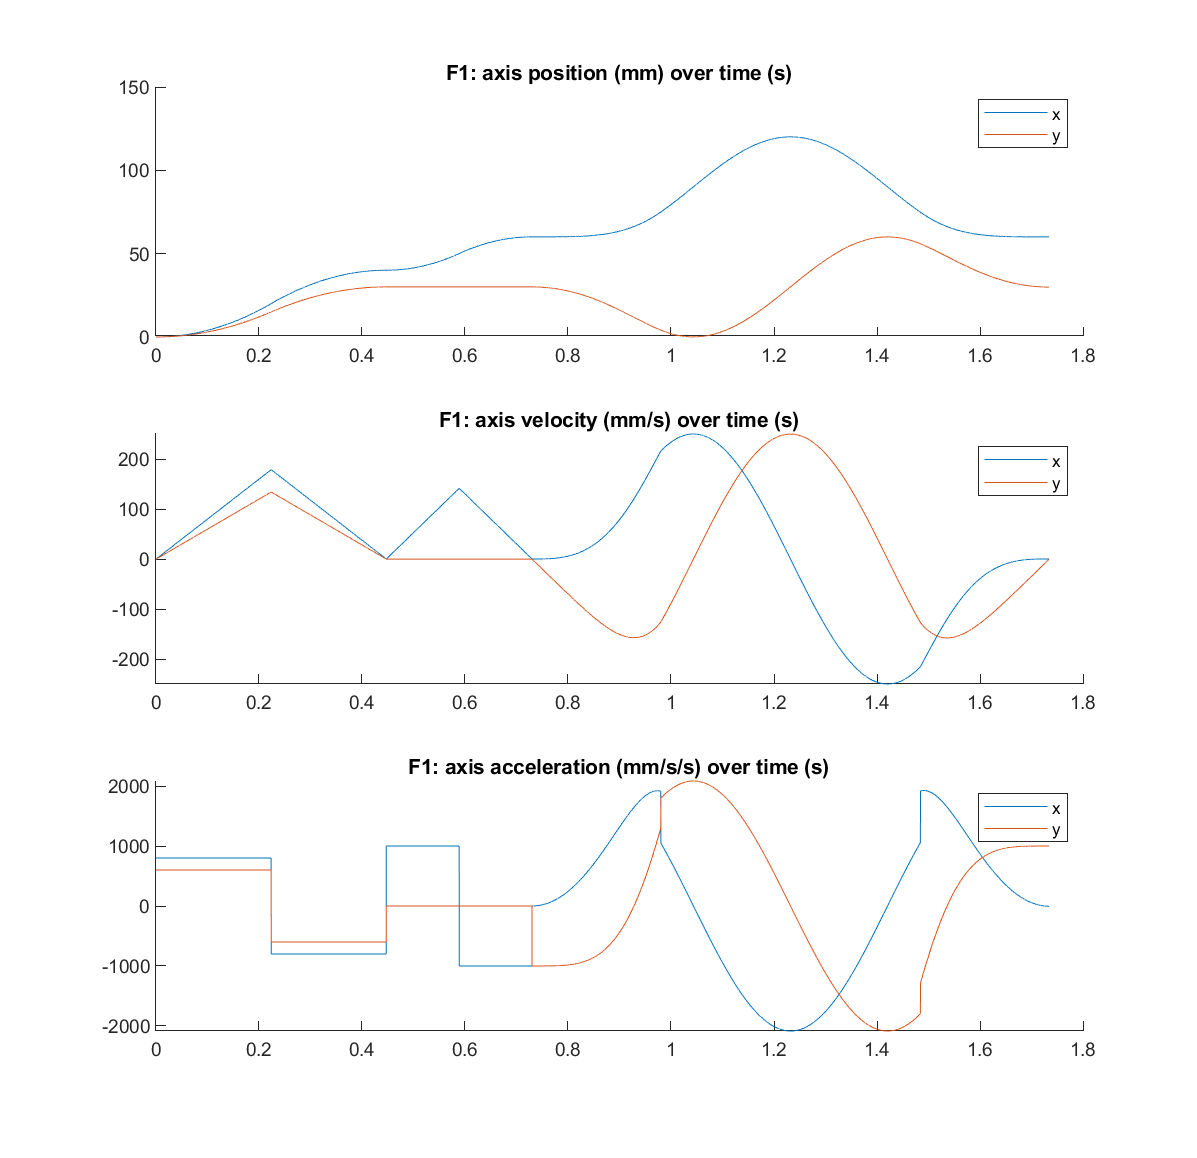 F1: axis position (mm) over time (s)
150
100
50
0
x
y
0 0.2 0.4 0.6 0.8 1 1.2 1.4 1.6 1.8
F1: axis velocity (mm/s) over time (s)
200
100
0
-100
-200
x
y
0 0.2 0.4 0.6 0.8 1 1.2 1.4 1.6 1.8
F1: axis acceleration (mm/s/s) over time (s)
2000
1000
0
-1000
-2000
x
y
0 0.2 0.4 0.6 0.8 1 1.2 1.4 1.6 1.8